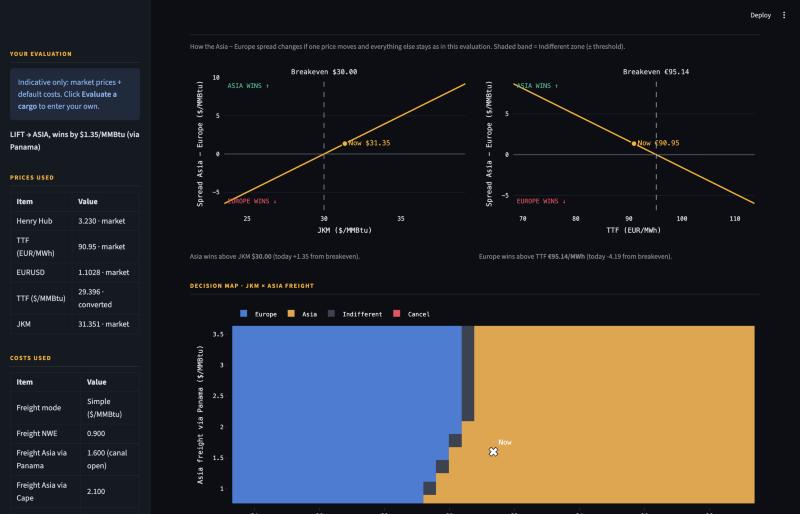 Deploy
YOUR EVALUATION
Indicative only: market prices +
default costs. Click Evaluate a
cargo to enter your own.
LIFT → ASIA, wins by $1.35/MMBtu (via
Panama)
PRICES USED
Item Value
Henry Hub 3.230 · market
TTF
(EUR/MWh) 90.95 · market
EURUSD 1.1028 · market
TTF ($/MMBtu) 29.396 ·
converted
JKM 31.351 · market
COSTS USED
Item Value
Freight mode Simple
($/MMBtu)
Freight NWE 0.900
Freight Asia via
Panama 1.600 (canal
open)
Freight Asia via
Cape 2.100
How the Asia − Europe spread changes if one price moves and everything else stays as in this evaluation. Shaded band = Indifferent zone (± threshold).
Breakeven $30.00
ASIA WINS ↑
Now $31.35
EUROPE WINS ↓
Spread Asia − Europe ($/MMBtu)
10
5
0
−5
25 30 35
JKM ($/MMBtu)
Asia wins above JKM $30.00 (today +1.35 from breakeven).
Breakeven €95.14
ASIA WINS ↑
Now €90.95
EUROPE WINS ↓
Spread Asia − Europe ($/MMBtu)
5
0
−5
70 80 90 100 110
TTF (EUR/MWh)
Europe wins above TTF €95.14/MWh (today -4.19 from breakeven).
DECISION MAP · JKM × ASIA FREIGHT
Europe Asia Indifferent Cancel
Asia freight via Panama ($/MMBtu)
3.5
3
2.5
2
1.5
1
Now